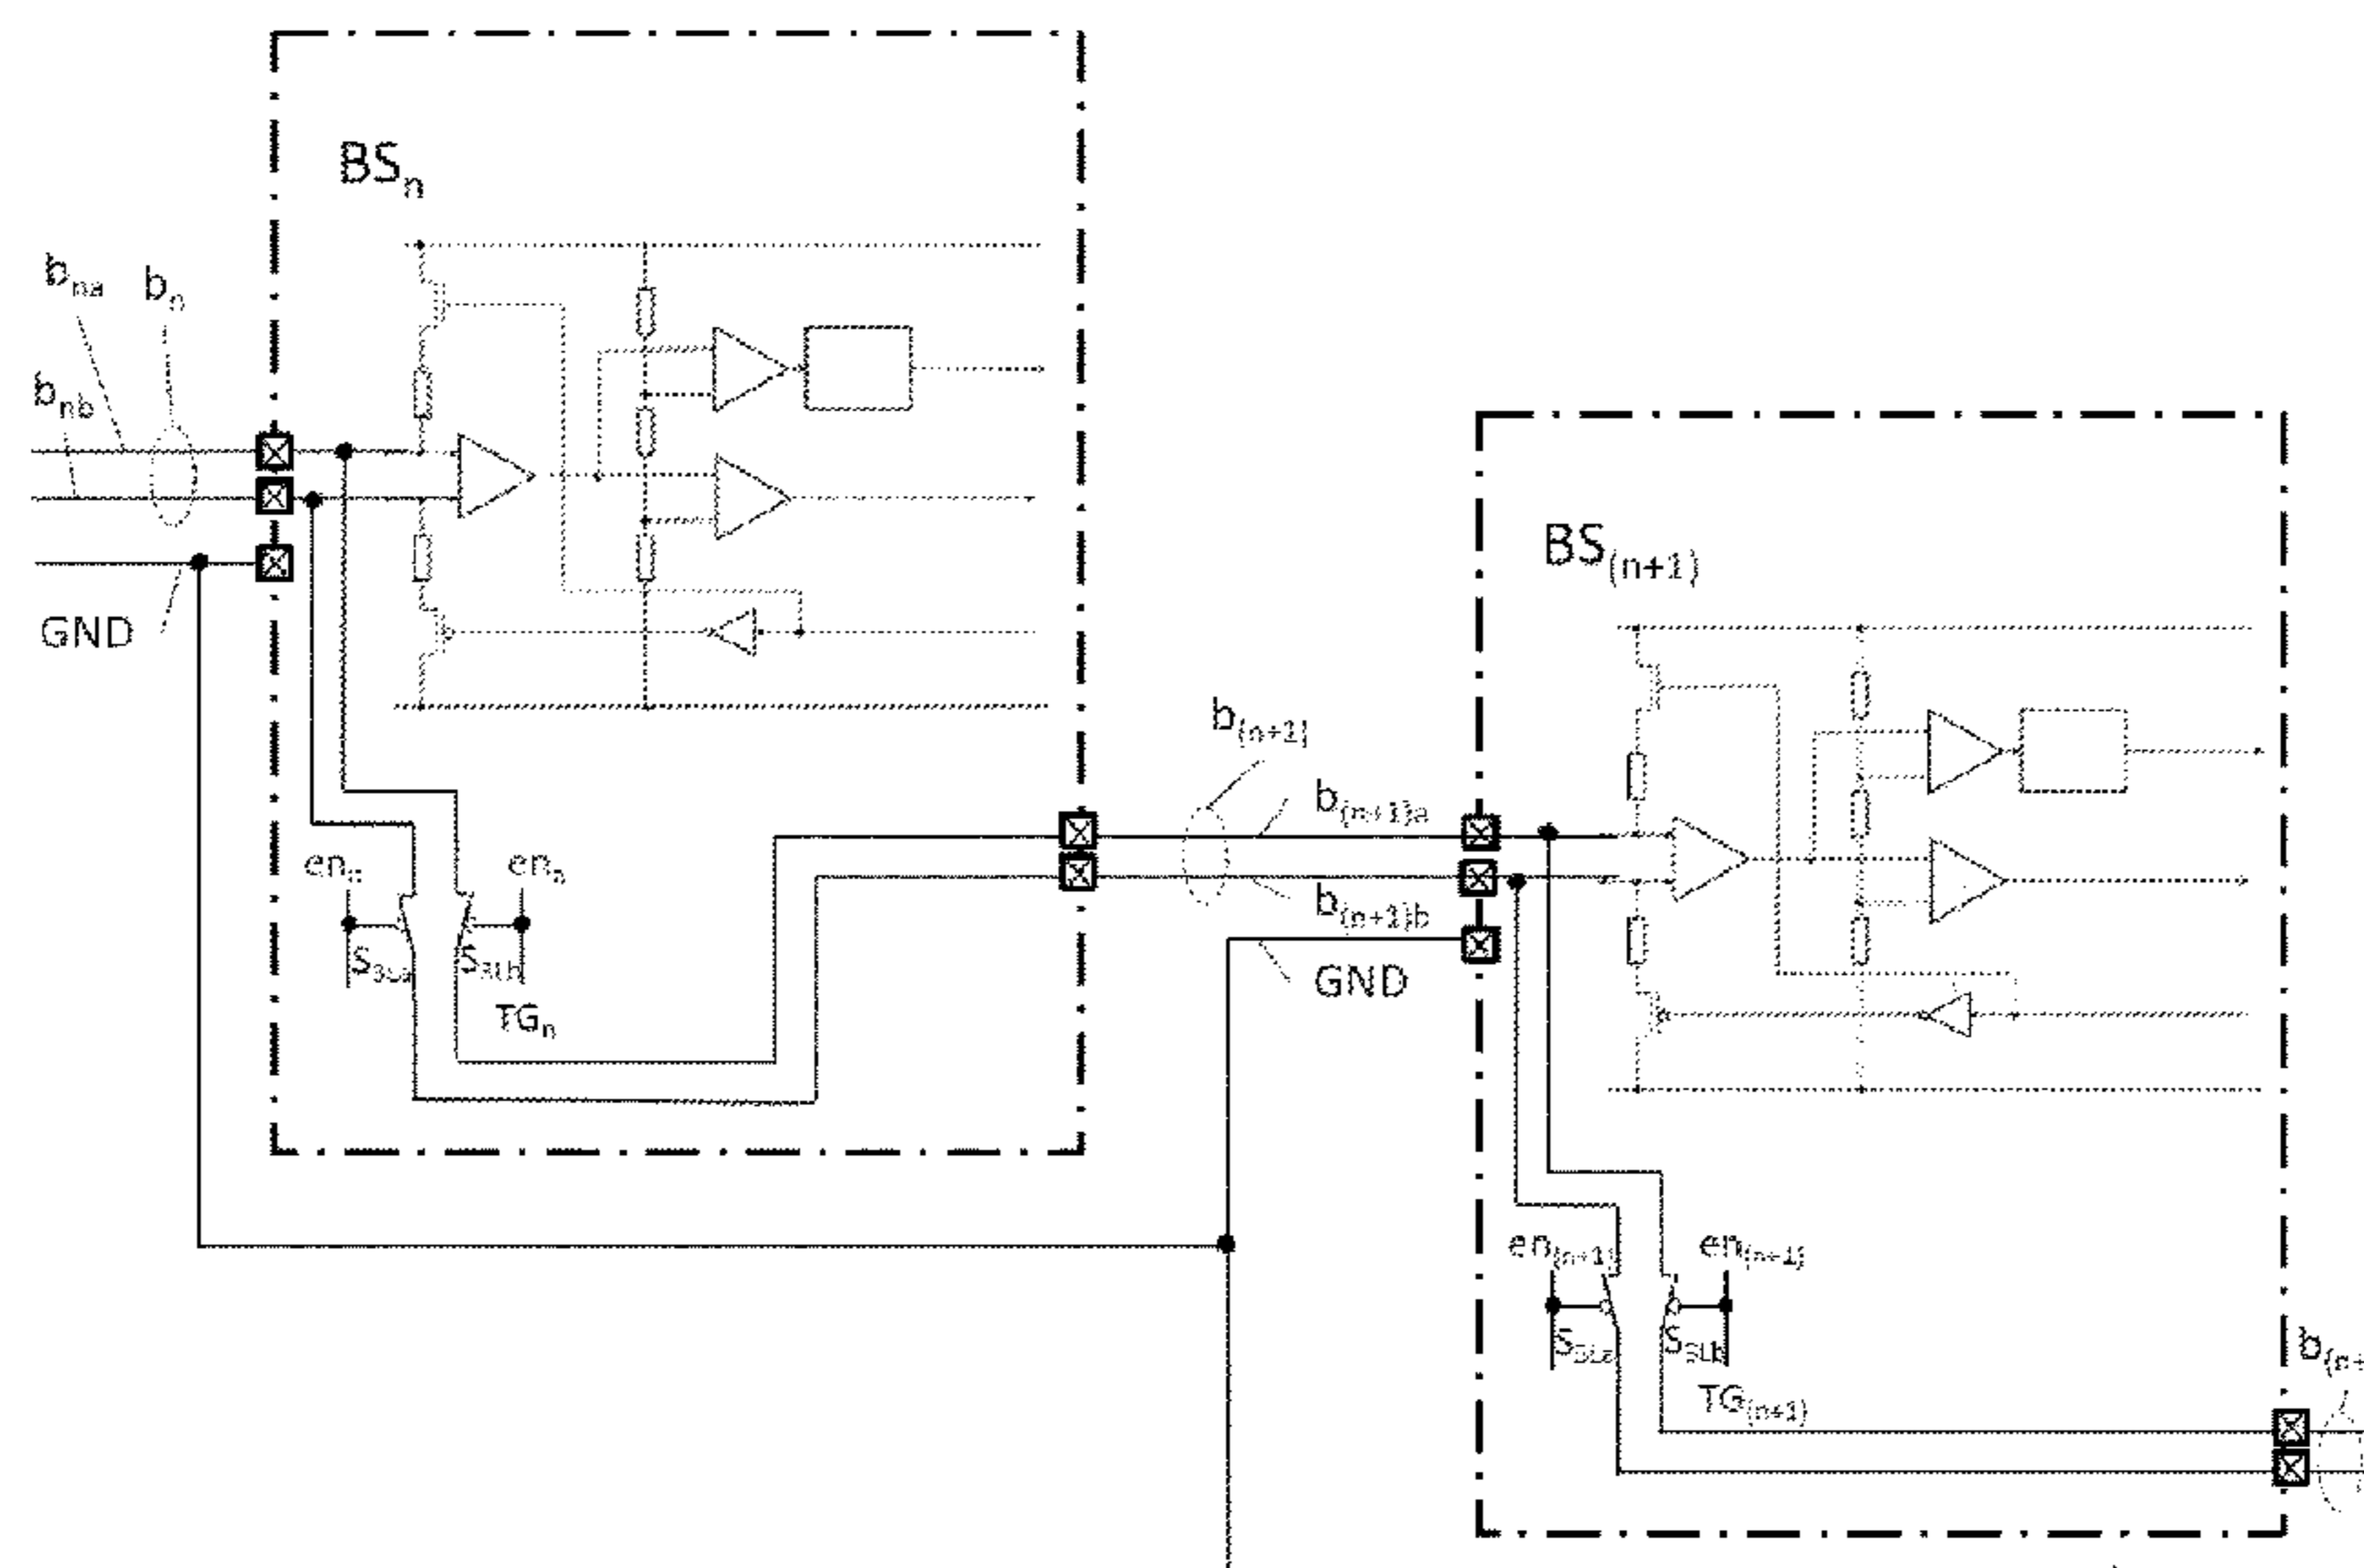 BSn
bna bn
bnb
GND
BS(n+1)
b(n+1)
b(n+1)a
b(n+1)b
GND
enn enn
S3La S3Lb
TGn
en(n+1) en(n+1)
S3La S3Lb
TG(n+1)